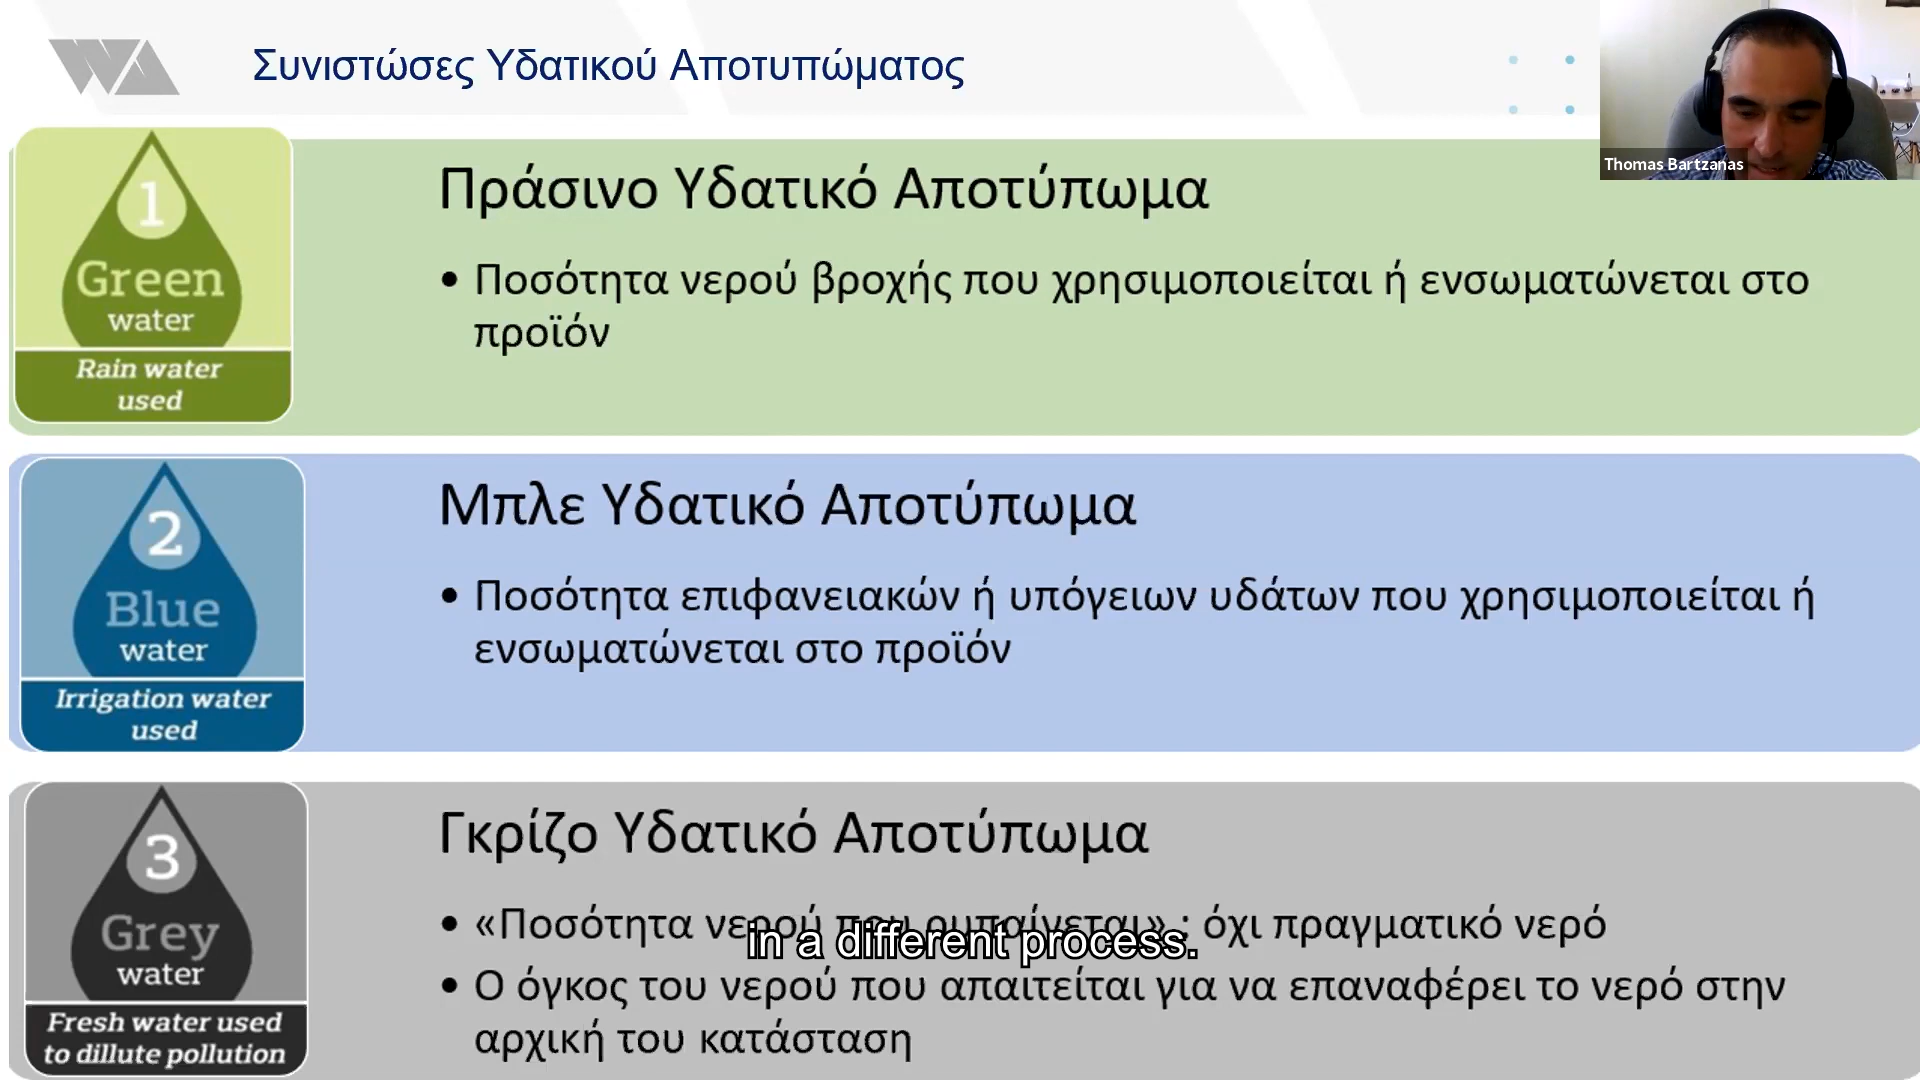 Συνιστώσες Υδατικού Αποτυπώματος
Thomas Bartzanas
1
Green
water
Rain water
used
Πράσινο Υδατικό Αποτύπωμα
• Ποσότητα νερού βροχής που χρησιμοποιείται ή ενσωματώνεται στο
προϊόν
2
Blue
water
Irrigation water
used
Μπλε Υδατικό Αποτύπωμα
• Ποσότητα επιφανειακών ή υπόγειων υδάτων που χρησιμοποιείται ή
ενσωματώνεται στο προϊόν
3
Grey
water
Fresh water used
to dillute pollution
Γκρίζο Υδατικό Αποτύπωμα
• «Ποσότητα νερού που ρυπαίνεται» : όχι πραγματικό νερό
in a different process.
• Ο όγκος του νερού που απαιτείται για να επαναφέρει το νερό στην
αρχική του κατάσταση